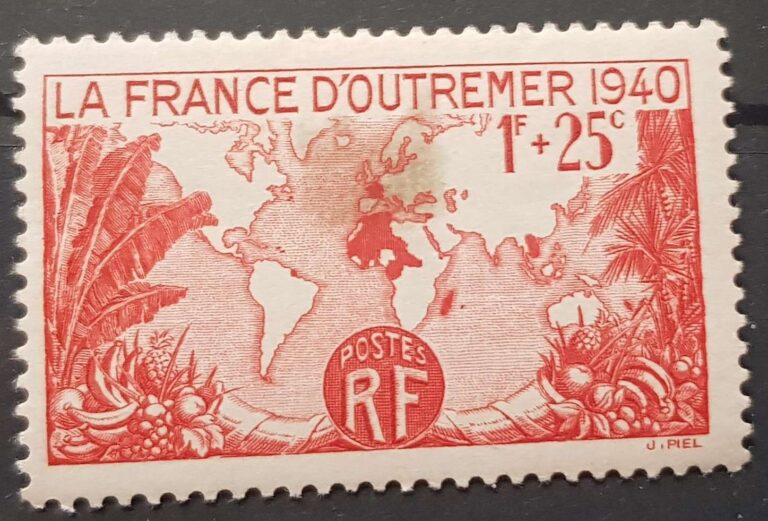 LA FRANCE D'OUTREMER 1940
1F + 25C
POSTES
RF
J. PIEL